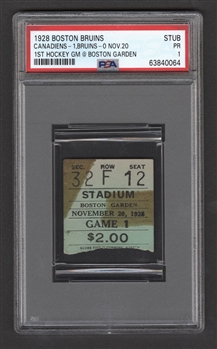 1928 BOSTON BRUINS STUB
CANADIENS - 1, BRUINS - 0 NOV.20 PR
1ST HOCKEY GM @ BOSTON GARDEN 1
PSA 63840064
SEC. ROW SEAT
32 F 12
STADIUM
BOSTON GARDEN
NOVEMBER 20, 1928
GAME 1
$2.00